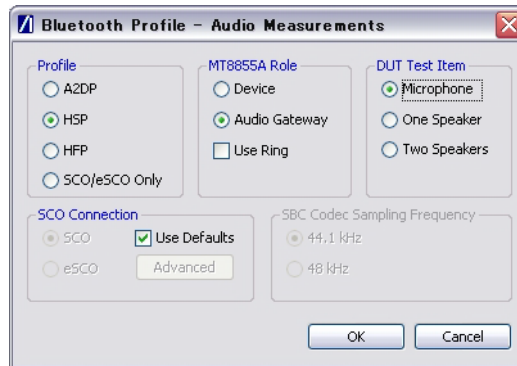 Bluetooth Profile - Audio Measurements
Profile
A2DP
HSP
HFP
SCO/eSCO Only
MT8855A Role
Device
Audio Gateway
Use Ring
DUT Test Item
Microphone
One Speaker
Two Speakers
SCO Connection
SCO
Use Defaults
eSCO
Advanced
SBC Codec Sampling Frequency
44.1 kHz
48 kHz
OK
Cancel